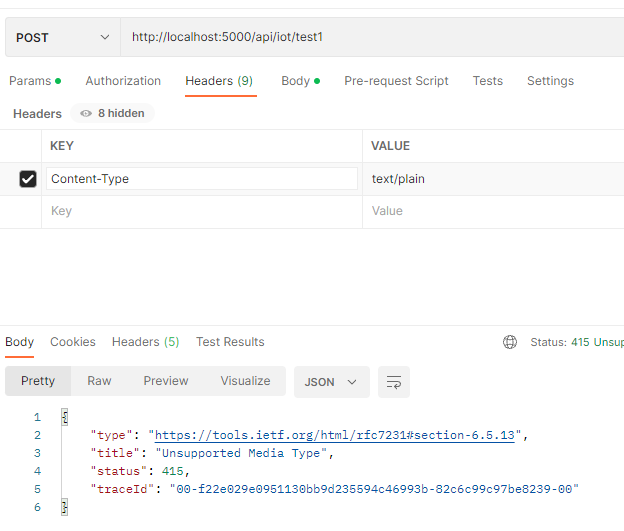 POST http://localhost:5000/api/iot/test1
Params Authorization Headers (9) Body Pre-request Script Tests Settings
Headers 8 hidden
KEY VALUE
Content-Type text/plain
Key Value
Body Cookies Headers (5) Test Results Status: 415 Unsup
Pretty Raw Preview Visualize JSON
1 {
2 "type": "https://tools.ietf.org/html/rfc7231#section-6.5.13",
3 "title": "Unsupported Media Type",
4 "status": 415,
5 "traceId": "00-f22e029e0951130bb9d235594c46993b-82c6c99c97be8239-00"
6 }